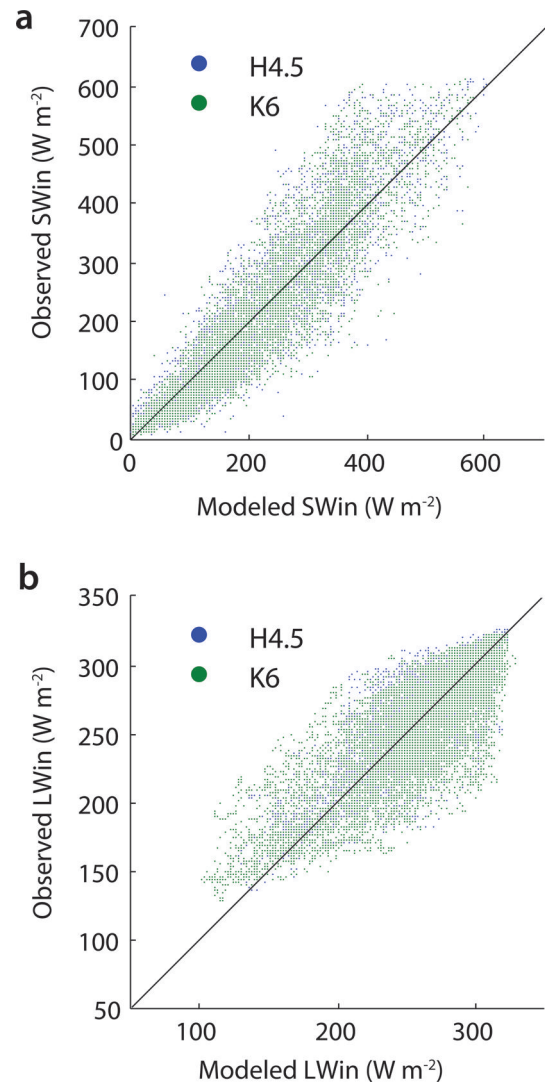 a
700
600
500
400
300
200
100
0
Observed SWin (W m⁻²)
H4.5
K6
0 200 400 600
Modeled SWin (W m⁻²)
b
350
300
250
200
150
100
50
Observed LWin (W m⁻²)
H4.5
K6
100 200 300
Modeled LWin (W m⁻²)